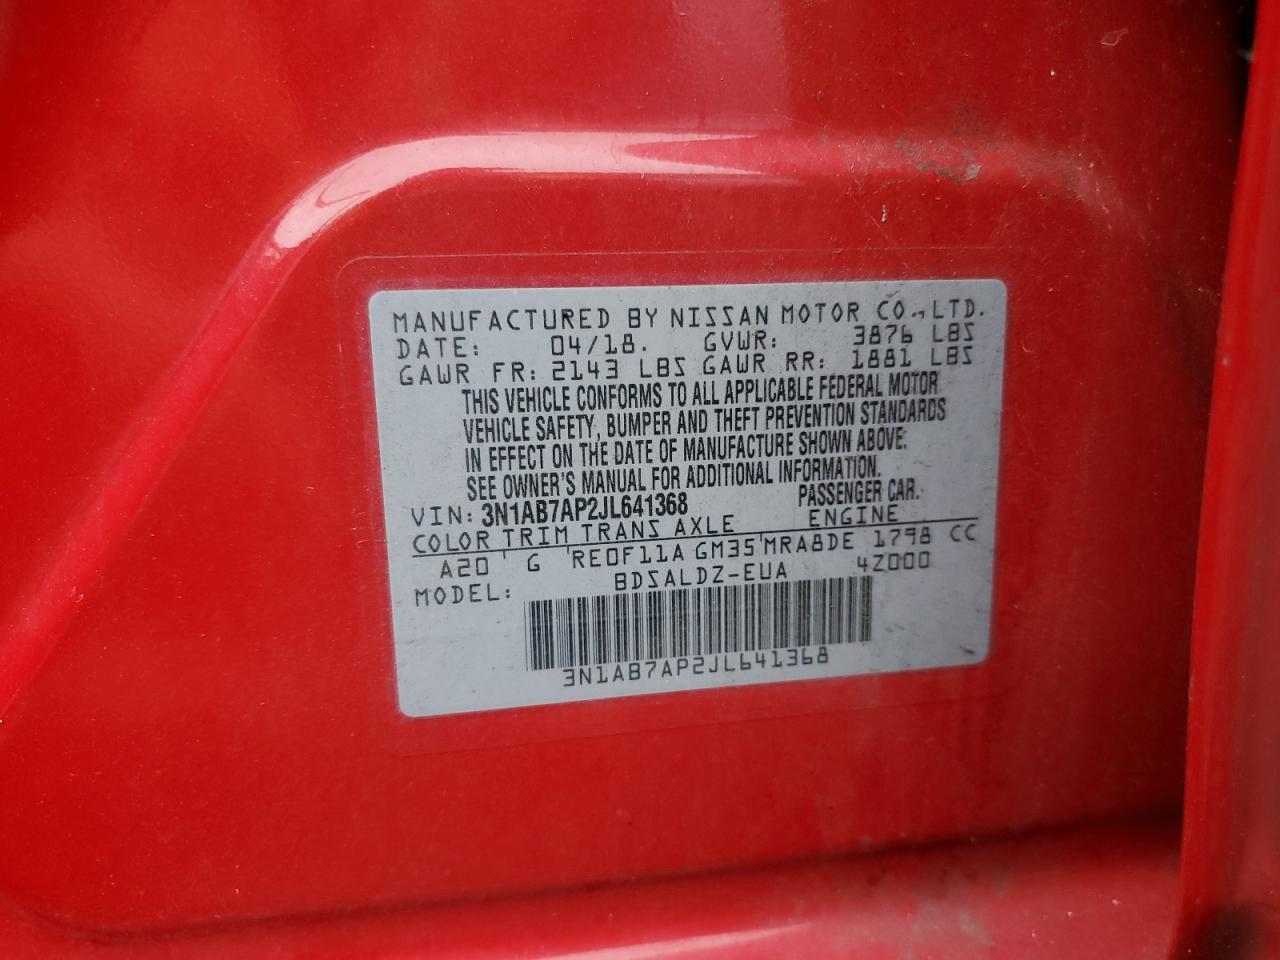 MANUFACTURED BY NISSAN MOTOR CO., LTD.
DATE: 04/18. GVWR: 3876 LBS
GAWR FR: 2143 LBS GAWR RR: 1881 LBS
THIS VEHICLE CONFORMS TO ALL APPLICABLE FEDERAL MOTOR
VEHICLE SAFETY, BUMPER AND THEFT PREVENTION STANDARDS
IN EFFECT ON THE DATE OF MANUFACTURE SHOWN ABOVE.
SEE OWNER'S MANUAL FOR ADDITIONAL INFORMATION.
VIN: 3N1AB7AP2JL641368 PASSENGER CAR.
COLOR TRIM TRANS AXLE ENGINE
A20 G RE0F11A GM35 MRA8DE 1798 CC
MODEL: BDSALDZ-EUA 4Z000
3N1AB7AP2JL641368